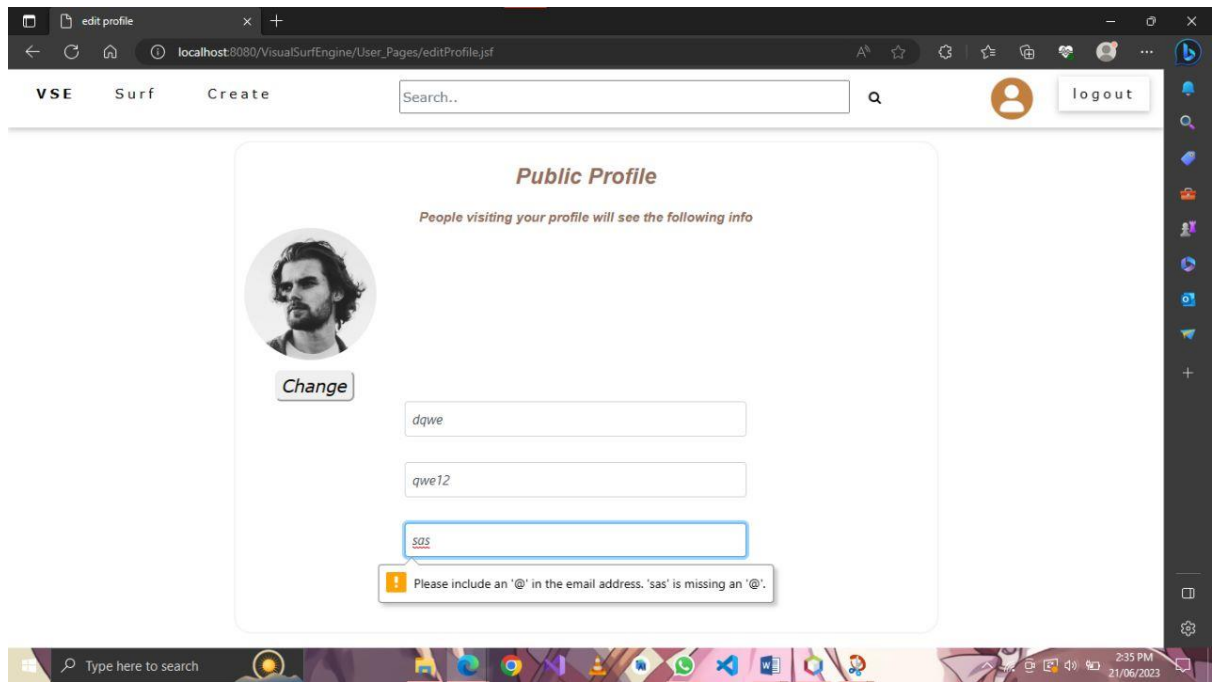 edit profile
localhost:8080/VisualSurfEngine/User_Pages/editProfile.jsf
VSE Surf Create Search.. logout
Public Profile
People visiting your profile will see the following info
Change
dqwe
qwe12
sas
Please include an '@' in the email address. 'sas' is missing an '@'.
Type here to search
2:35 PM
21/06/2023